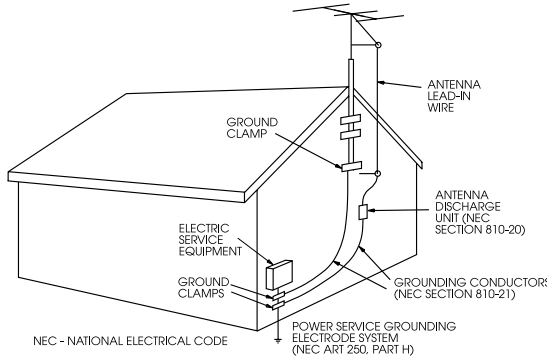 ANTENNA
LEAD-IN
WIRE
GROUND
CLAMP
ANTENNA
DISCHARGE
UNIT (NEC
SECTION 810-20)
ELECTRIC
SERVICE
EQUIPMENT
GROUND
CLAMPS
GROUNDING CONDUCTORS
(NEC SECTION 810-21)
POWER SERVICE GROUNDING
ELECTRODE SYSTEM
(NEC ART 250, PART H)
NEC - NATIONAL ELECTRICAL CODE